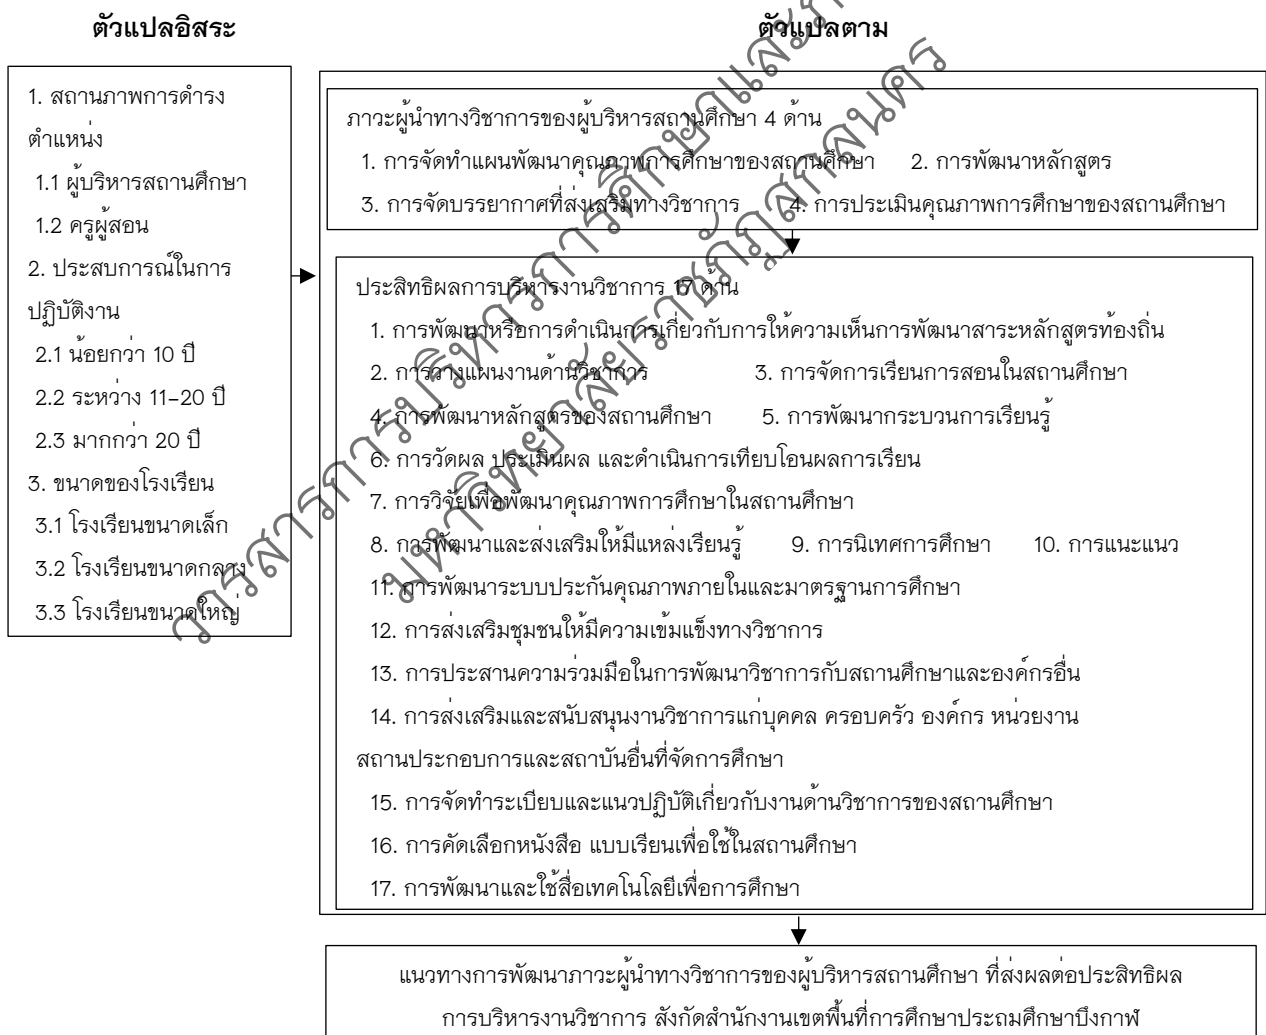 ตัวแปลอิสระ
ตัวแปลตาม
1. สถานภาพการดำรง
ตำแหน่ง
1.1 ผู้บริหารสถานศึกษา
1.2 ครูผู้สอน
2. ประสบการณ์ในการ
ปฏิบัติงาน
2.1 น้อยกว่า 10 ปี
2.2 ระหว่าง 11–20 ปี
2.3 มากกว่า 20 ปี
3. ขนาดของโรงเรียน
3.1 โรงเรียนขนาดเล็ก
3.2 โรงเรียนขนาดกลาง
3.3 โรงเรียนขนาดใหญ่
ภาวะผู้นำทางวิชาการของผู้บริหารสถานศึกษา 4 ด้าน
1. การจัดทำแผนพัฒนาคุณภาพการศึกษาของสถานศึกษา 2. การพัฒนาหลักสูตร
3. การจัดบรรยากาศที่ส่งเสริมทางวิชาการ 4. การประเมินคุณภาพการศึกษาของสถานศึกษา
ประสิทธิผลการบริหารงานวิชาการ 17 ด้าน
1. การพัฒนาหรือการดำเนินการเกี่ยวกับการให้ความเห็นการพัฒนาสาระหลักสูตรท้องถิ่น
2. การวางแผนงานด้านวิชาการ 3. การจัดการเรียนการสอนในสถานศึกษา
4. การพัฒนาหลักสูตรของสถานศึกษา 5. การพัฒนากระบวนการเรียนรู้
6. การวัดผล ประเมินผล และดำเนินการเทียบโอนผลการเรียน
7. การวิจัยเพื่อพัฒนาคุณภาพการศึกษาในสถานศึกษา
8. การพัฒนาและส่งเสริมให้มีแหล่งเรียนรู้ 9. การนิเทศการศึกษา 10. การแนะแนว
11. การพัฒนาระบบประกันคุณภาพภายในและมาตรฐานการศึกษา
12. การส่งเสริมชุมชนให้มีความเข้มแข็งทางวิชาการ
13. การประสานความร่วมมือในการพัฒนาวิชาการกับสถานศึกษาและองค์กรอื่น
14. การส่งเสริมและสนับสนุนงานวิชาการแก่บุคคล ครอบครัว องค์กร หน่วยงาน
สถานประกอบการและสถาบันอื่นที่จัดการศึกษา
15. การจัดทำระเบียบและแนวปฏิบัติเกี่ยวกับงานด้านวิชาการของสถานศึกษา
16. การคัดเลือกหนังสือ แบบเรียนเพื่อใช้ในสถานศึกษา
17. การพัฒนาและใช้สื่อเทคโนโลยีเพื่อการศึกษา
แนวทางการพัฒนาภาวะผู้นำทางวิชาการของผู้บริหารสถานศึกษา ที่ส่งผลต่อประสิทธิผล
การบริหารงานวิชาการ สังกัดสำนักงานเขตพื้นที่การศึกษาประถมศึกษาบึงกาฬ
วารสารการบริหารการศึกษาและ
มหาวิทยาลัยราชภัฏสกลนคร